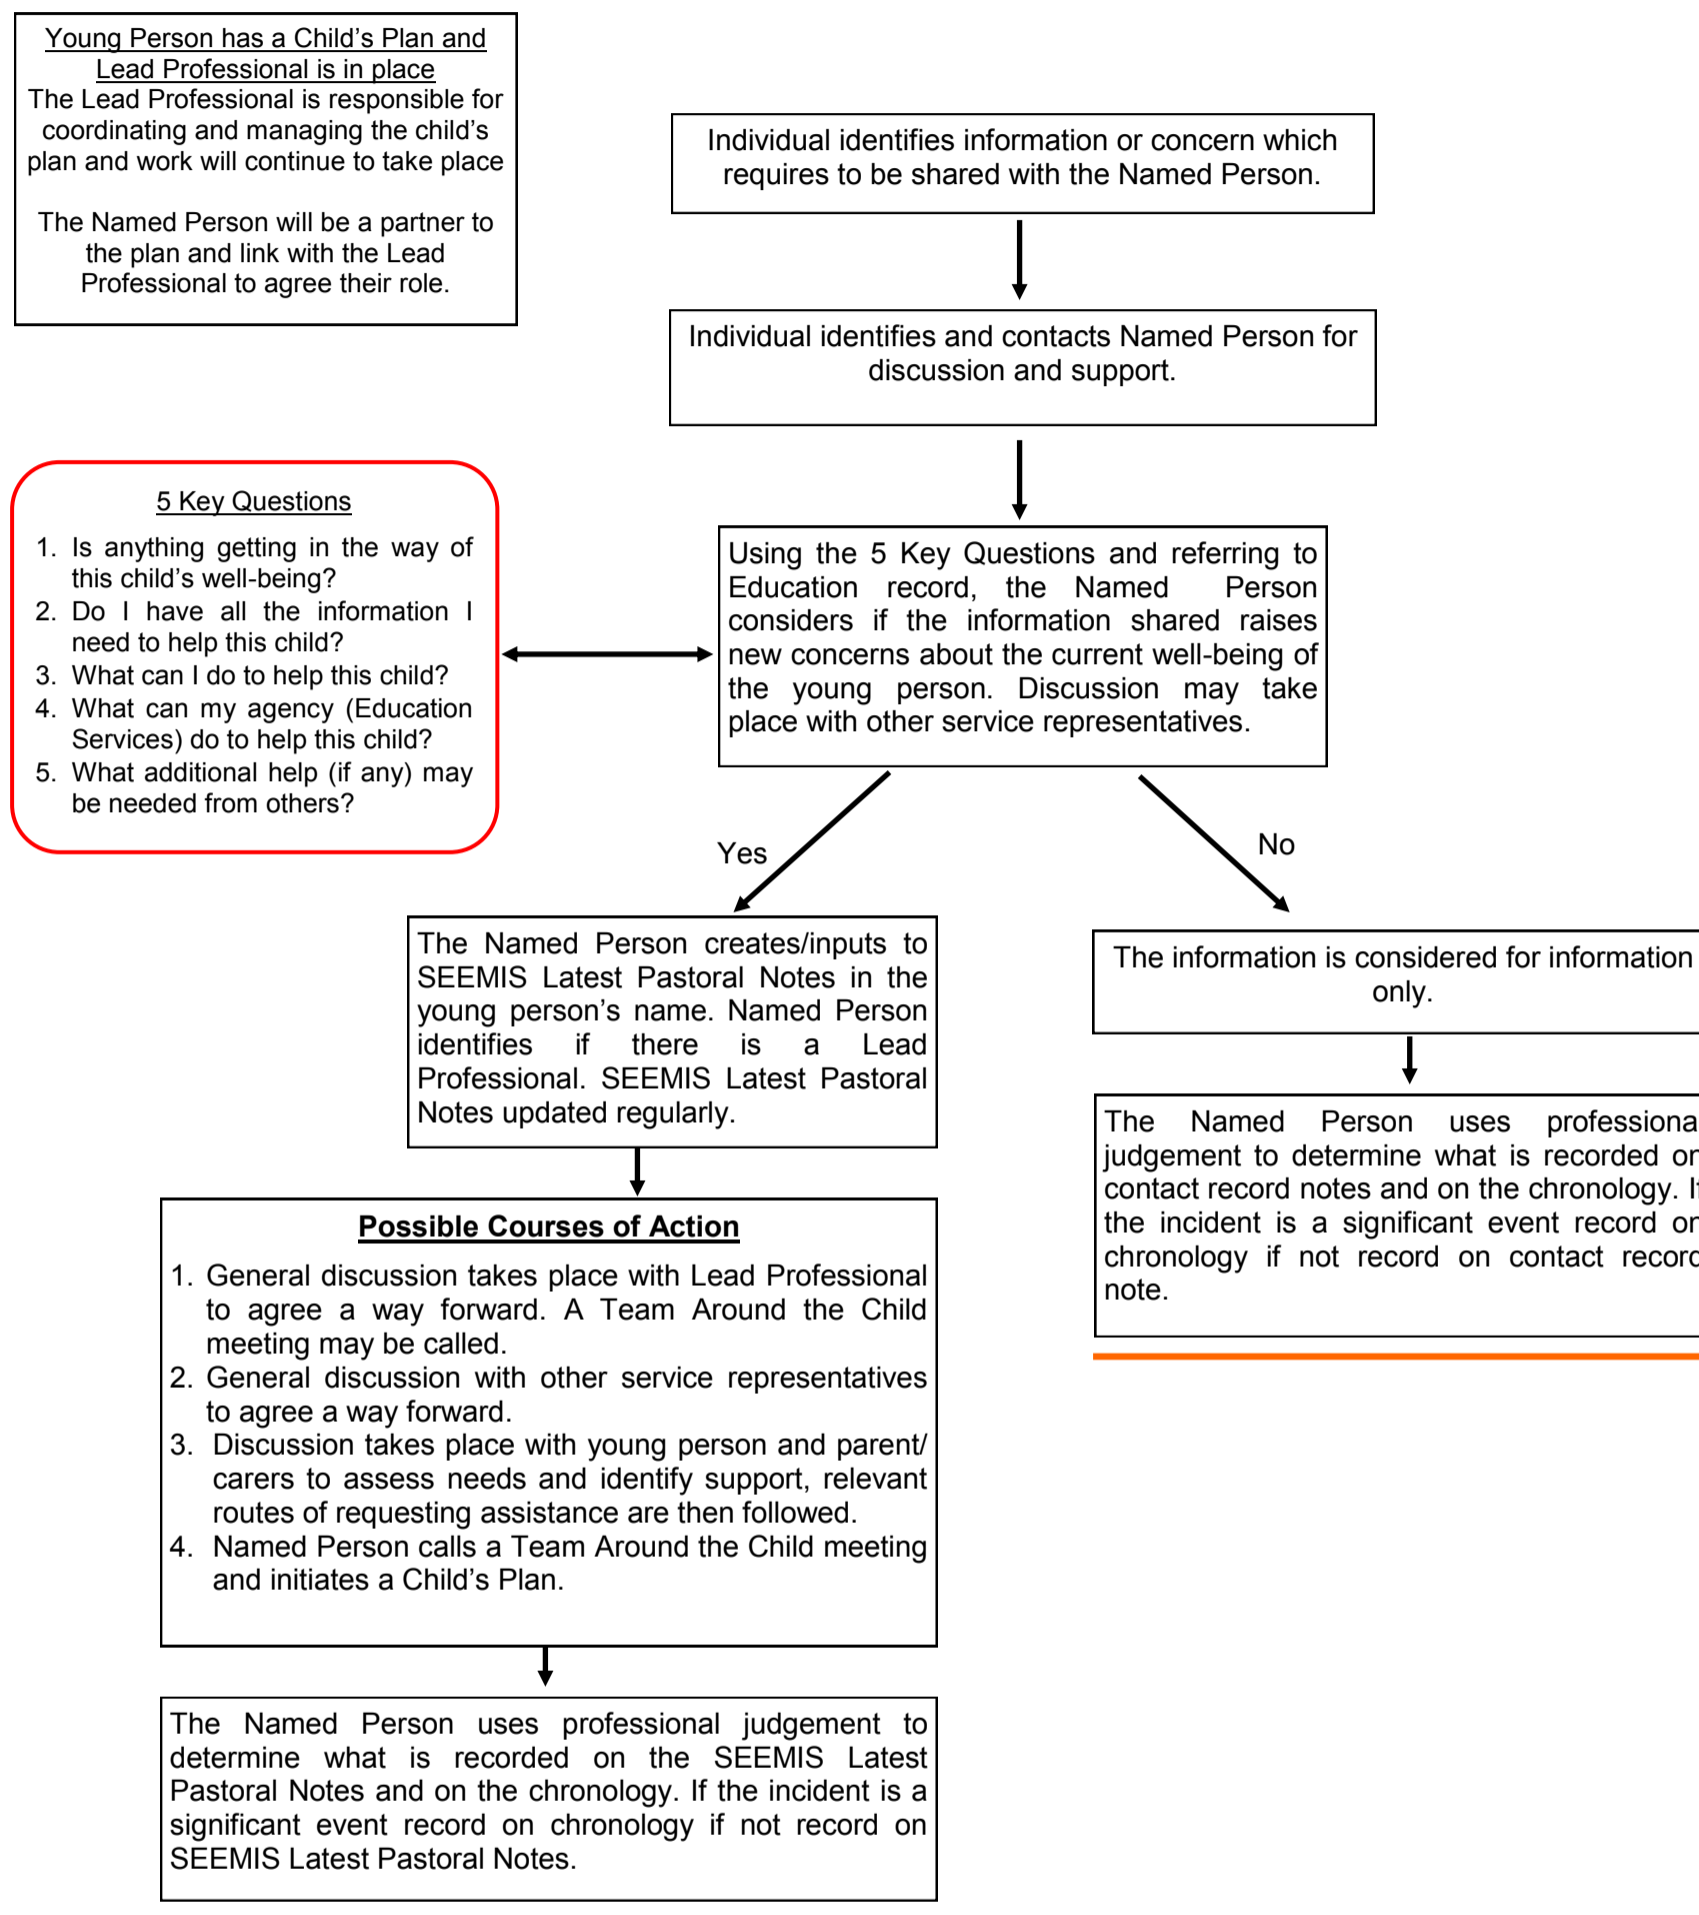 Young Person has a Child’s Plan and
Lead Professional is in place
The Lead Professional is responsible for
coordinating and managing the child’s
plan and work will continue to take place
The Named Person will be a partner to
the plan and link with the Lead
Professional to agree their role.
Individual identifies information or concern which
requires to be shared with the Named Person.
Individual identifies and contacts Named Person for
discussion and support.
5 Key Questions
1. Is anything getting in the way of
this child’s well-being?
2. Do I have all the information I
need to help this child?
3. What can I do to help this child?
4. What can my agency (Education
Services) do to help this child?
5. What additional help (if any) may
be needed from others?
Using the 5 Key Questions and referring to
Education record, the Named Person
considers if the information shared raises
new concerns about the current well-being of
the young person. Discussion may take
place with other service representatives.
Yes
No
The Named Person creates/inputs to
SEEMIS Latest Pastoral Notes in the
young person’s name. Named Person
identifies if there is a Lead
Professional. SEEMIS Latest Pastoral
Notes updated regularly.
The information is considered for information
only.
The Named Person uses professional
judgement to determine what is recorded on
contact record notes and on the chronology. If
the incident is a significant event record on
chronology if not record on contact record
note.
Possible Courses of Action
1. General discussion takes place with Lead Professional
to agree a way forward. A Team Around the Child
meeting may be called.
2. General discussion with other service representatives
to agree a way forward.
3. Discussion takes place with young person and parent/
carers to assess needs and identify support, relevant
routes of requesting assistance are then followed.
4. Named Person calls a Team Around the Child meeting
and initiates a Child’s Plan.
The Named Person uses professional judgement to
determine what is recorded on the SEEMIS Latest
Pastoral Notes and on the chronology. If the incident is a
significant event record on chronology if not record on
SEEMIS Latest Pastoral Notes.